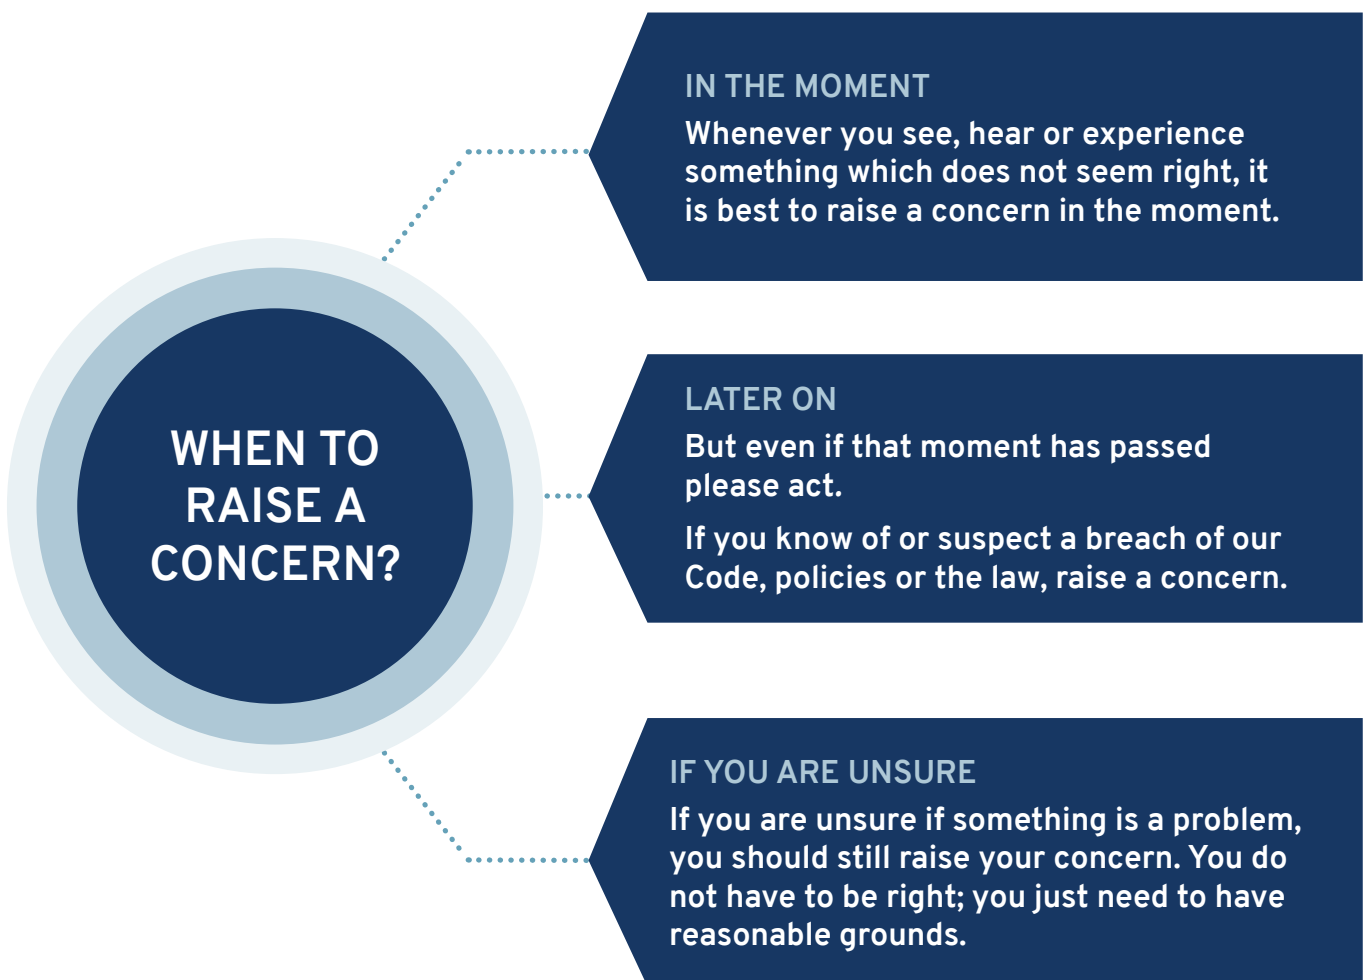 WHEN TO
RAISE A
CONCERN?
IN THE MOMENT
Whenever you see, hear or experience
something which does not seem right, it
is best to raise a concern in the moment.
LATER ON
But even if that moment has passed
please act.
If you know of or suspect a breach of our
Code, policies or the law, raise a concern.
IF YOU ARE UNSURE
If you are unsure if something is a problem,
you should still raise your concern. You do
not have to be right; you just need to have
reasonable grounds.